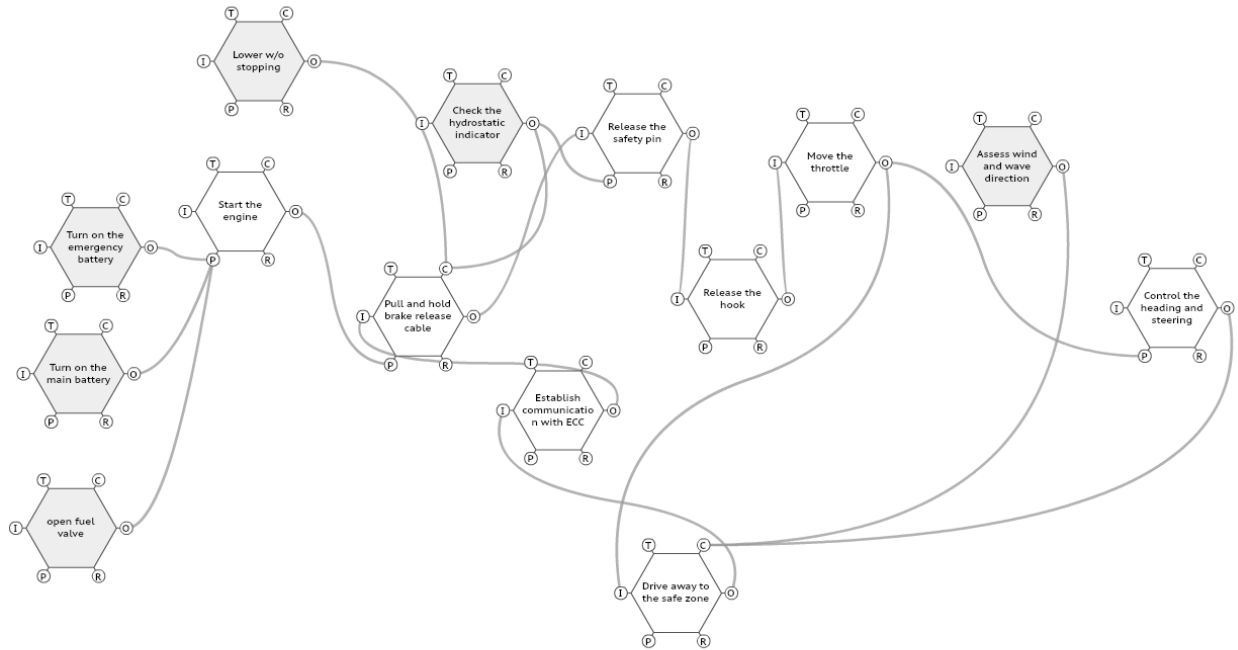 T C
Lower w/o
stopping
I O
P R
T C
Check the
hydrostatic
indicator
I O
P R
T C
Release the
safety pin
I O
P R
T C
Move the
throttle
I O
P R
T C
Assess wind
and wave
direction
I O
P R
T C
Start the
engine
I O
P R
T C
Turn on the
emergency
battery
I O
P R
T C
Pull and hold
brake release
cable
I O
P R
T C
Release the
hook
I O
P R
T C
Control the
heading and
steering
I O
P R
T C
Turn on the
main battery
I O
P R
T C
Establish
communicatio
n with ECC
I O
P R
T C
open fuel
valve
I O
P R
T C
Drive away to
the safe zone
I O
P R